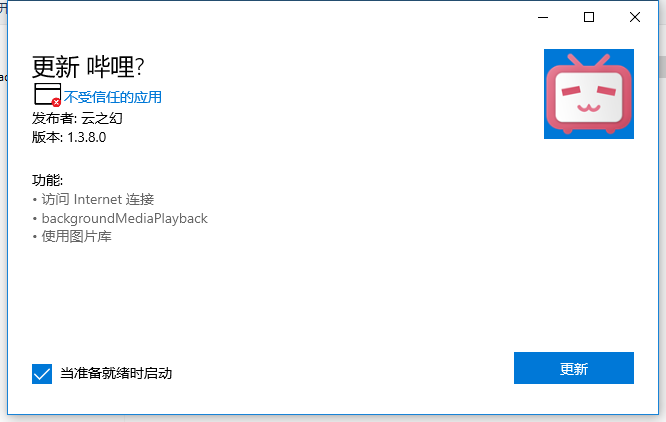 更新 哔哩?
不受信任的应用
发布者: 云之幻
版本: 1.3.8.0
功能:
• 访问 Internet 连接
• backgroundMediaPlayback
• 使用图片库
当准备就绪时启动
更新